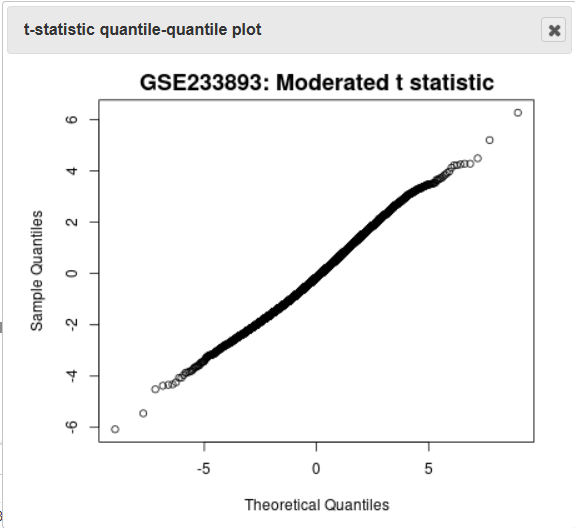 t-statistic quantile-quantile plot
GSE233893: Moderated t statistic
Sample Quantiles
6
4
2
0
-2
-4
-6
-5 0 5
Theoretical Quantiles